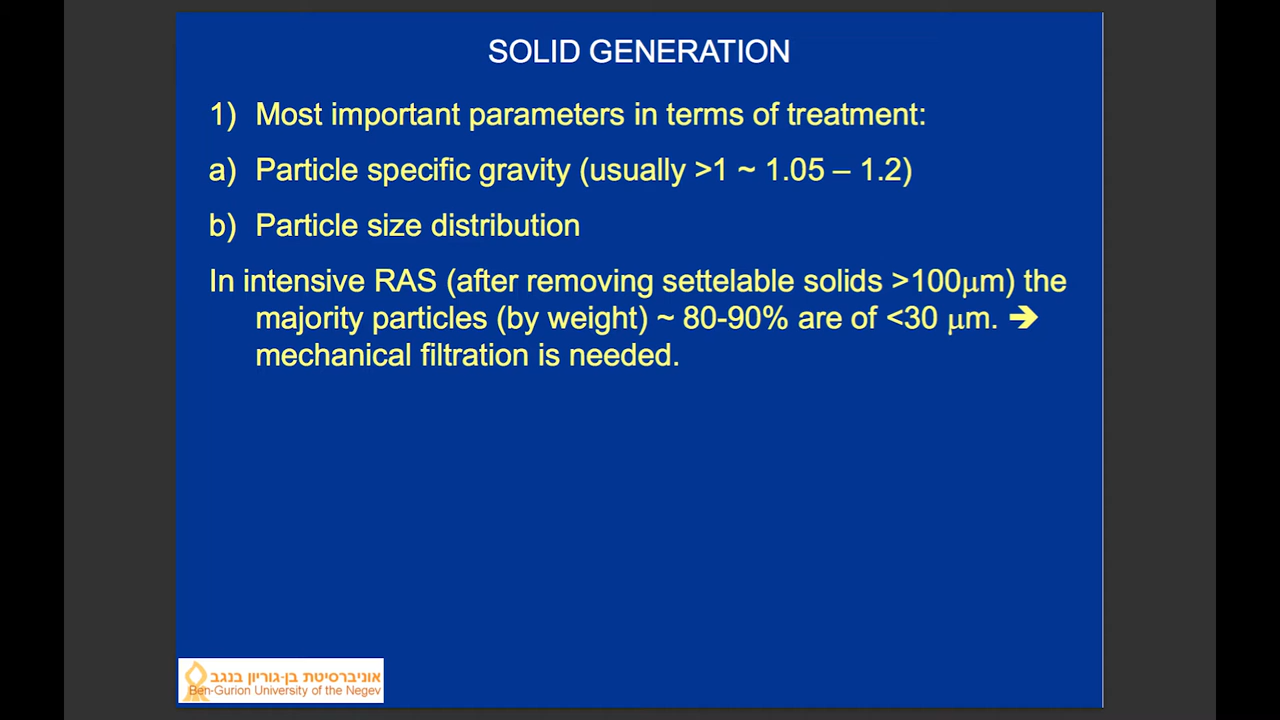 SOLID GENERATION
1) Most important parameters in terms of treatment:
a) Particle specific gravity (usually >1 ~ 1.05 – 1.2)
b) Particle size distribution
In intensive RAS (after removing settelable solids >100μm) the
majority particles (by weight) ~ 80-90% are of <30 μm. ➔
mechanical filtration is needed.
אוניברסיטת בן-גוריון בנגב
Ben-Gurion University of the Negev